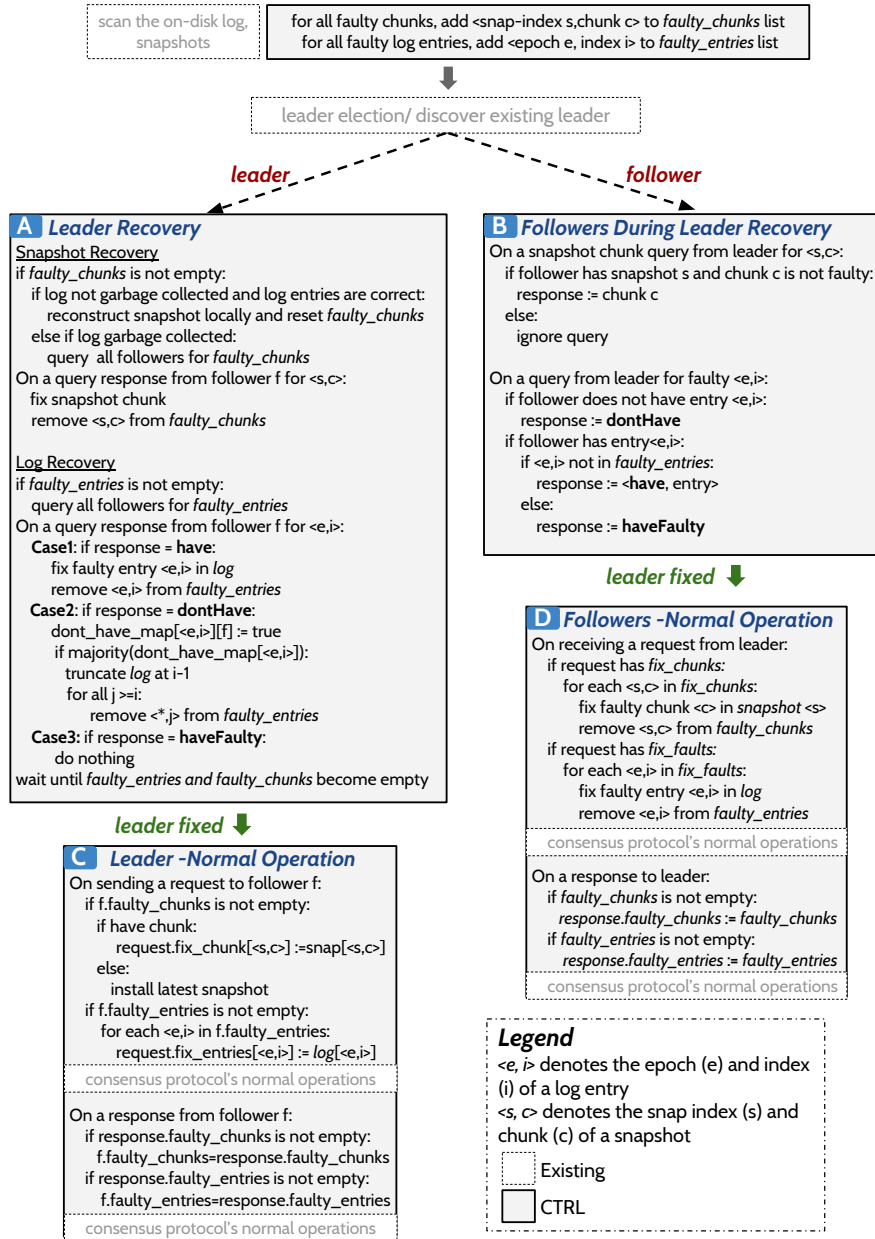 scan the on-disk log,
snapshots
for all faulty chunks, add <snap-index s,chunk c> to faulty_chunks list
for all faulty log entries, add <epoch e, index i> to faulty_entries list
leader election/ discover existing leader
leader
follower
A Leader Recovery
Snapshot Recovery
if faulty_chunks is not empty:
if log not garbage collected and log entries are correct:
reconstruct snapshot locally and reset faulty_chunks
else if log garbage collected:
query all followers for faulty_chunks
On a query response from follower f for <s,c>:
fix snapshot chunk
remove <s,c> from faulty_chunks
Log Recovery
if faulty_entries is not empty:
query all followers for faulty_entries
On a query response from follower f for <e,i>:
Case1: if response = have:
fix faulty entry <e,i> in log
remove <e,i> from faulty_entries
Case2: if response = dontHave:
dont_have_map[<e,i>][f] := true
if majority(dont_have_map[<e,i>]):
truncate log at i-1
for all j >=i:
remove <*,j> from faulty_entries
Case3: if response = haveFaulty:
do nothing
wait until faulty_entries and faulty_chunks become empty
B Followers During Leader Recovery
On a snapshot chunk query from leader for <s,c>:
if follower has snapshot s and chunk c is not faulty:
response := chunk c
else:
ignore query
On a query from leader for faulty <e,i>:
if follower does not have entry <e,i>:
response := dontHave
if follower has entry<e,i>:
if <e,i> not in faulty_entries:
response := <have, entry>
else:
response := haveFaulty
leader fixed
leader fixed
C Leader -Normal Operation
On sending a request to follower f:
if f.faulty_chunks is not empty:
if have chunk:
request.fix_chunk[<s,c>] :=snap[<s,c>]
else:
install latest snapshot
if f.faulty_entries is not empty:
for each <e,i> in f.faulty_entries:
request.fix_entries[<e,i>] := log[<e,i>]
consensus protocol's normal operations
On a response from follower f:
if response.faulty_chunks is not empty:
f.faulty_chunks=response.faulty_chunks
if response.faulty_entries is not empty:
f.faulty_entries=response.faulty_entries
consensus protocol's normal operations
D Followers -Normal Operation
On receiving a request from leader:
if request has fix_chunks:
for each <s,c> in fix_chunks:
fix faulty chunk <c> in snapshot <s>
remove <s,c> from faulty_chunks
if request has fix_faults:
for each <e,i> in fix_faults:
fix faulty entry <e,i> in log
remove <e,i> from faulty_entries
consensus protocol's normal operations
On a response to leader:
if faulty_chunks is not empty:
response.faulty_chunks := faulty_chunks
if faulty_entries is not empty:
response.faulty_entries := faulty_entries
consensus protocol's normal operations
Legend
<e, i> denotes the epoch (e) and index
(i) of a log entry
<s, c> denotes the snap index (s) and
chunk (c) of a snapshot
Existing
CTRL